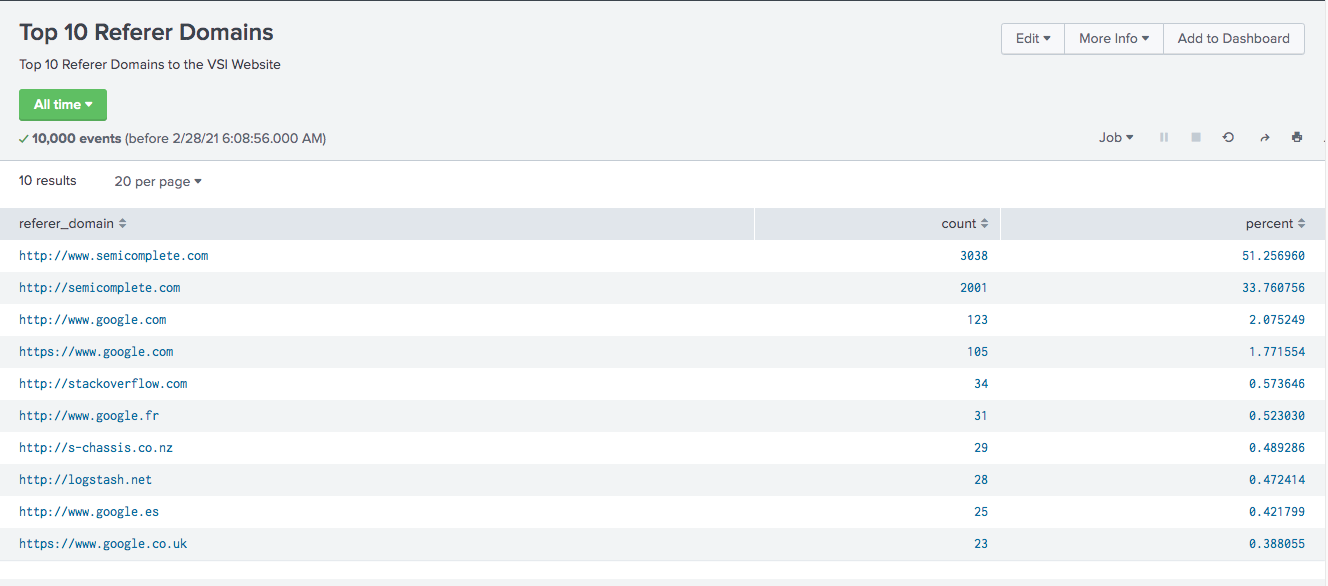 Top 10 Referer Domains
Edit More Info Add to Dashboard
Top 10 Referer Domains to the VSI Website
All time
10,000 events (before 2/28/21 6:08:56.000 AM)
Job
10 results 20 per page
referer_domain count percent
http://www.semicomplete.com 3038 51.256960
http://semicomplete.com 2001 33.760756
http://www.google.com 123 2.075249
https://www.google.com 105 1.771554
http://stackoverflow.com 34 0.573646
http://www.google.fr 31 0.523030
http://s-chassis.co.nz 29 0.489286
http://logstash.net 28 0.472414
http://www.google.es 25 0.421799
https://www.google.co.uk 23 0.388055